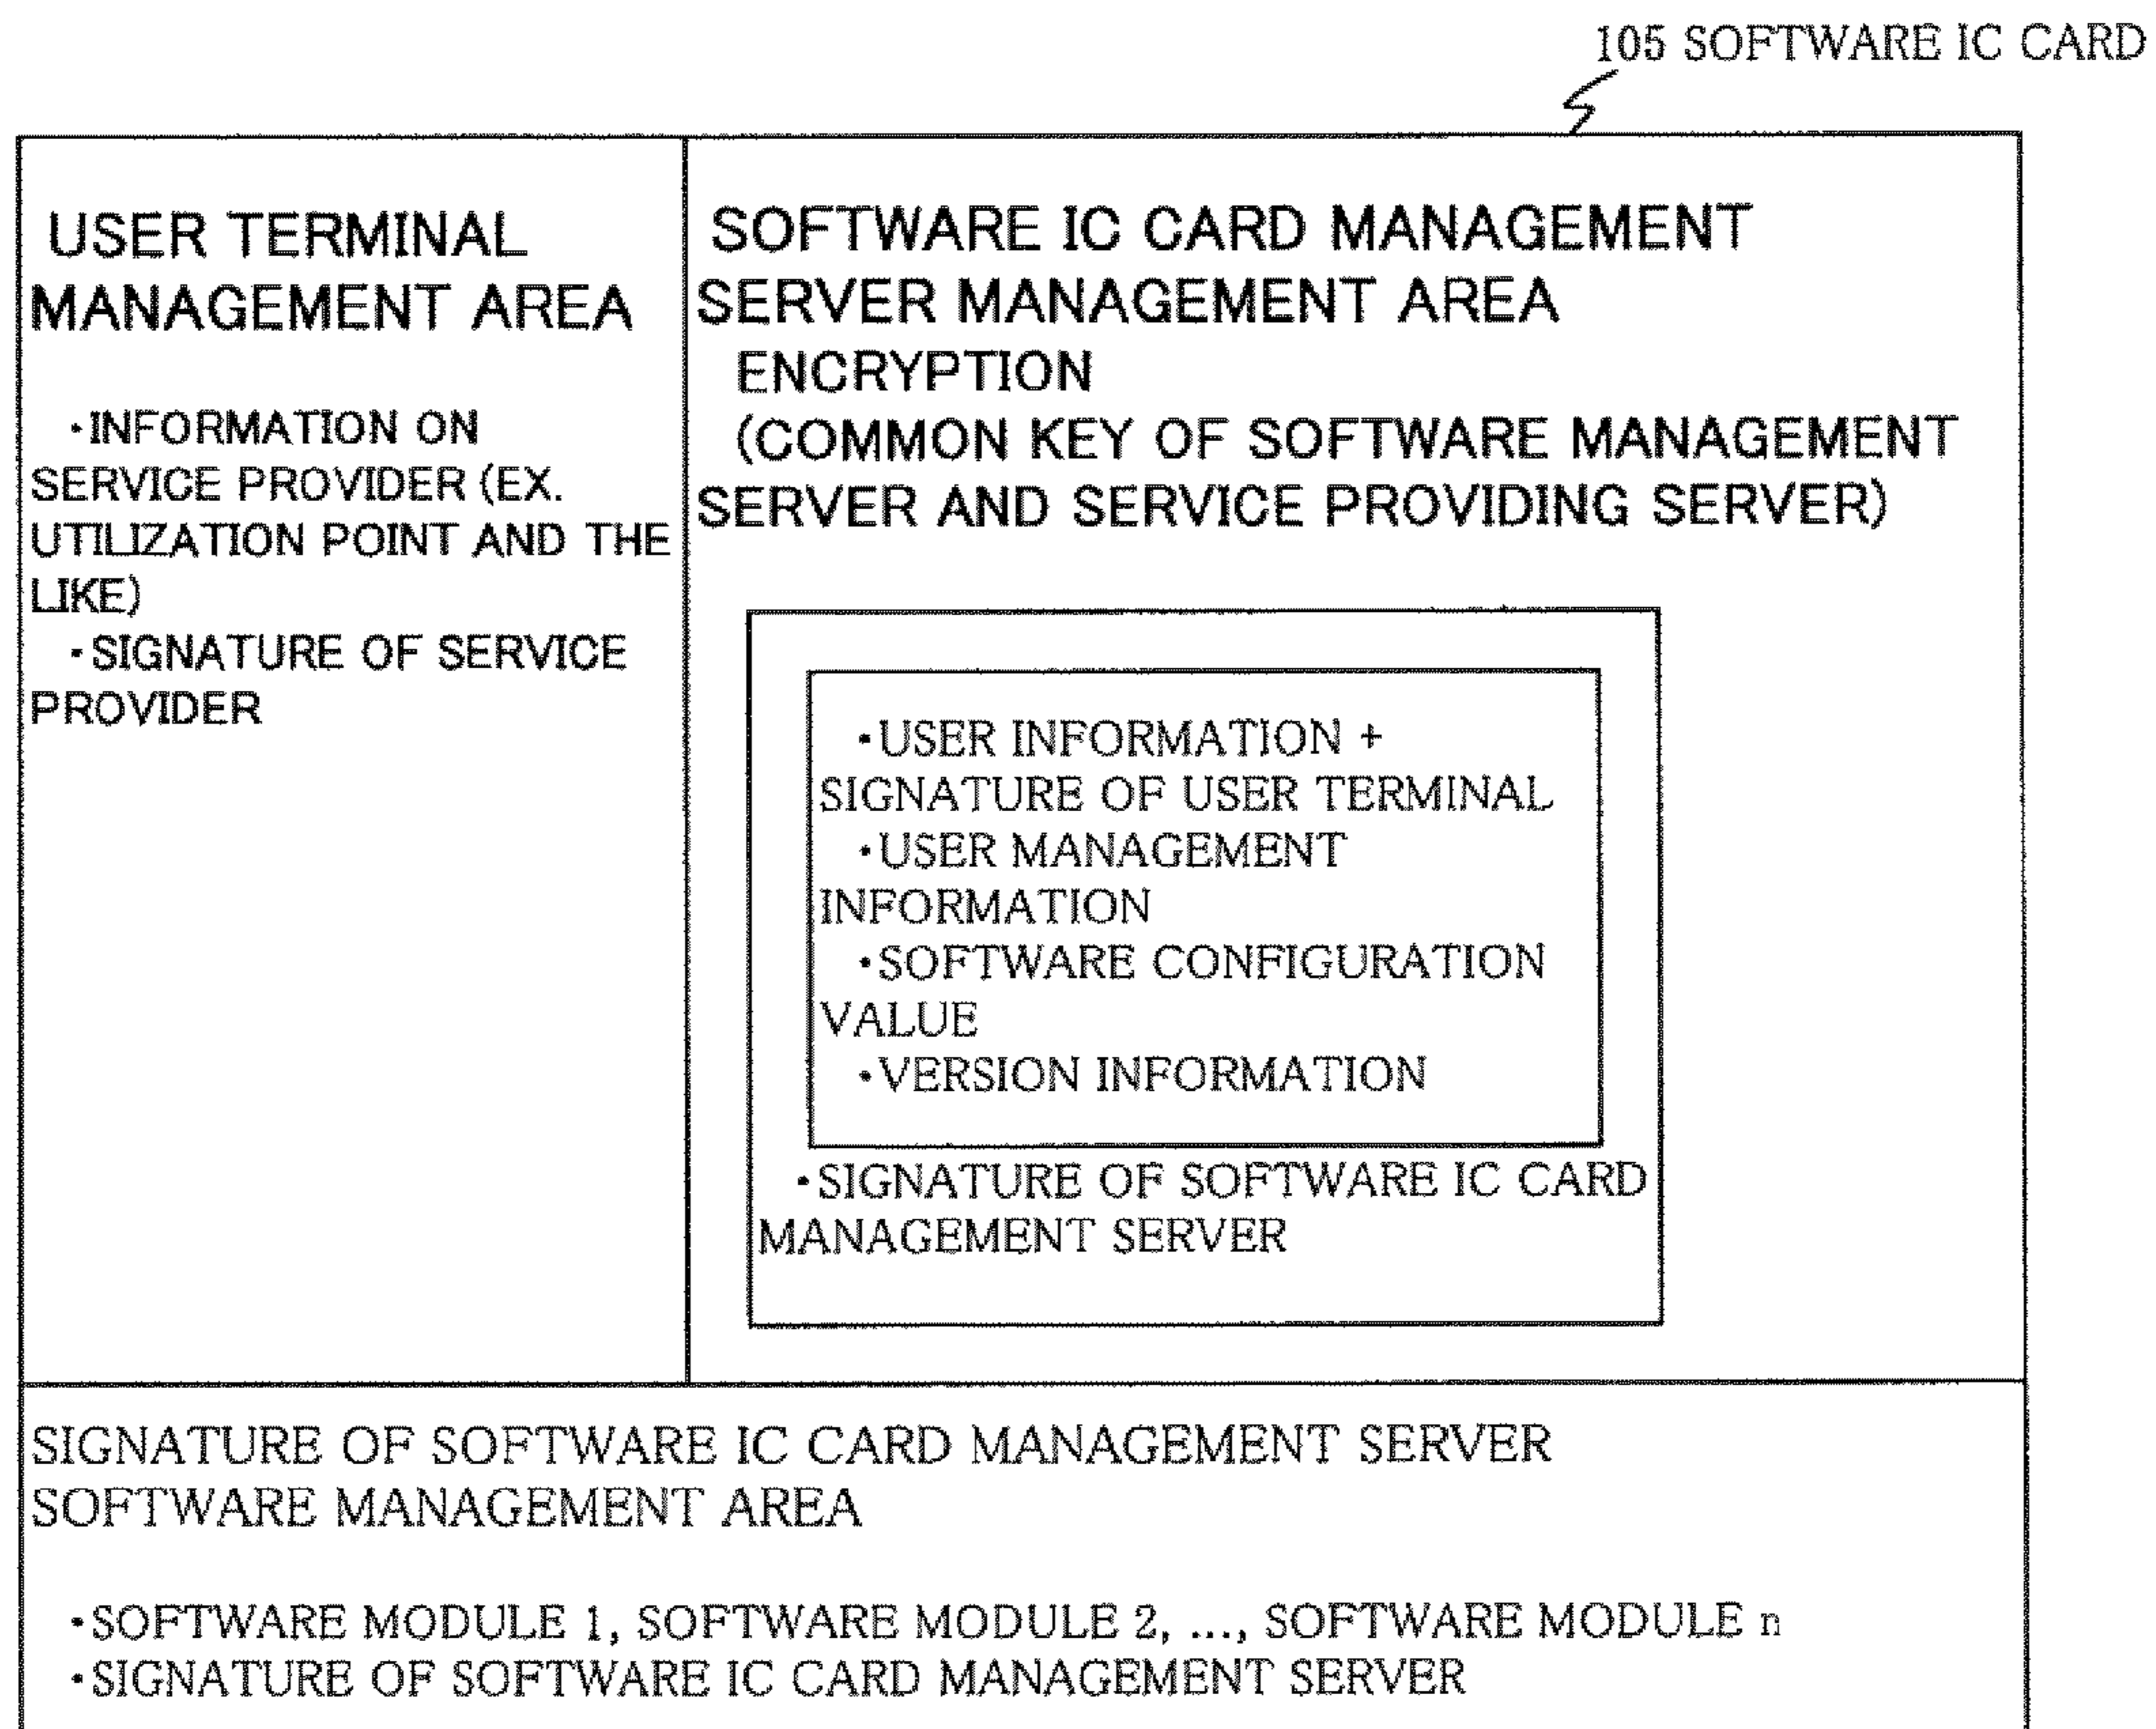 105 SOFTWARE IC CARD
USER TERMINAL
MANAGEMENT AREA
・INFORMATION ON
SERVICE PROVIDER (EX.
UTILIZATION POINT AND THE
LIKE)
・SIGNATURE OF SERVICE
PROVIDER
SOFTWARE IC CARD MANAGEMENT
SERVER MANAGEMENT AREA
ENCRYPTION
(COMMON KEY OF SOFTWARE MANAGEMENT
SERVER AND SERVICE PROVIDING SERVER)
・USER INFORMATION +
SIGNATURE OF USER TERMINAL
・USER MANAGEMENT
INFORMATION
・SOFTWARE CONFIGURATION
VALUE
・VERSION INFORMATION
・SIGNATURE OF SOFTWARE IC CARD
MANAGEMENT SERVER
SIGNATURE OF SOFTWARE IC CARD MANAGEMENT SERVER
SOFTWARE MANAGEMENT AREA
・SOFTWARE MODULE 1, SOFTWARE MODULE 2, ..., SOFTWARE MODULE n
・SIGNATURE OF SOFTWARE IC CARD MANAGEMENT SERVER